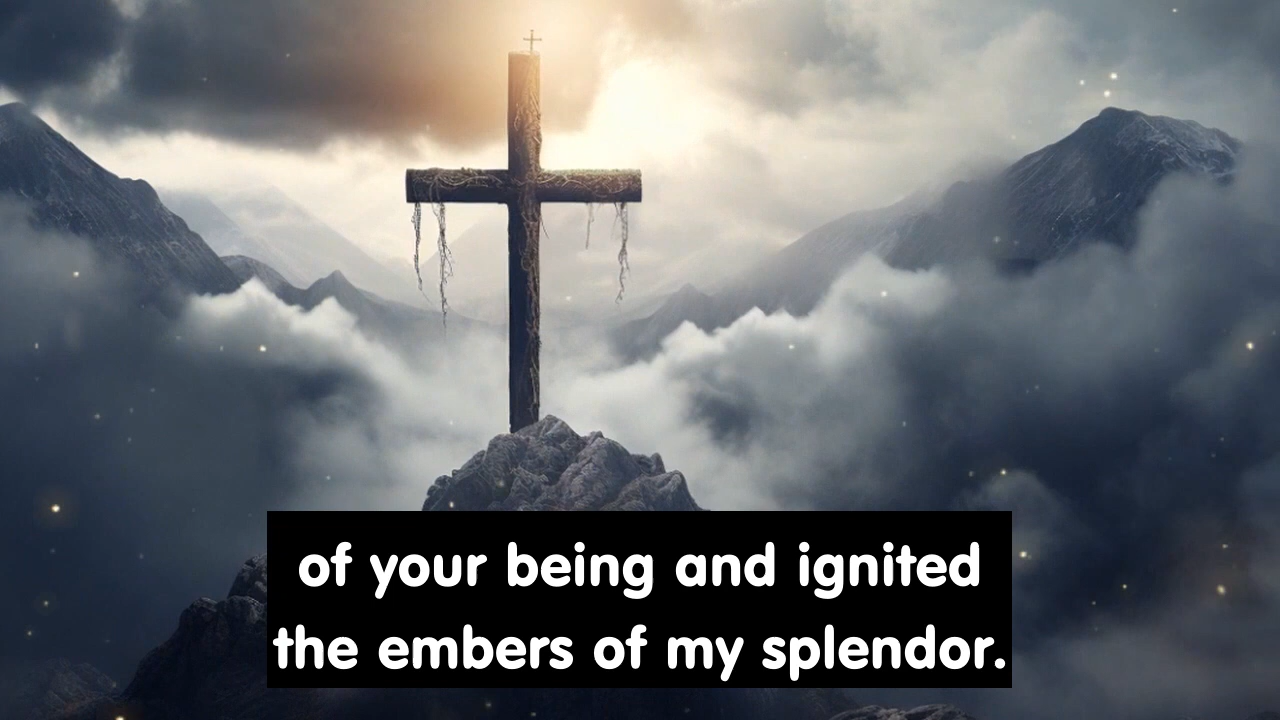 of your being and ignited
the embers of my splendor.